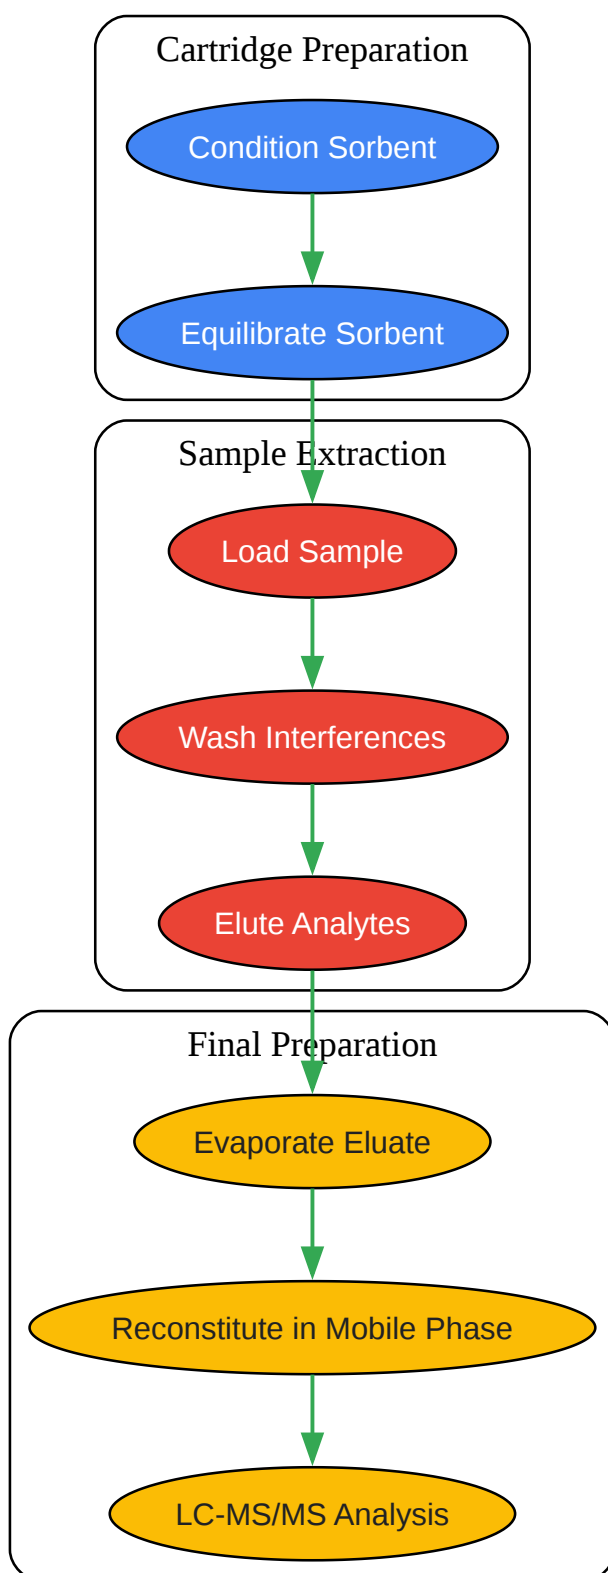 Cartridge Preparation
Condition Sorbent
Equilibrate Sorbent
Sample Extraction
Load Sample
Wash Interferences
Elute Analytes
Final Preparation
Evaporate Eluate
Reconstitute in Mobile Phase
LC-MS/MS Analysis